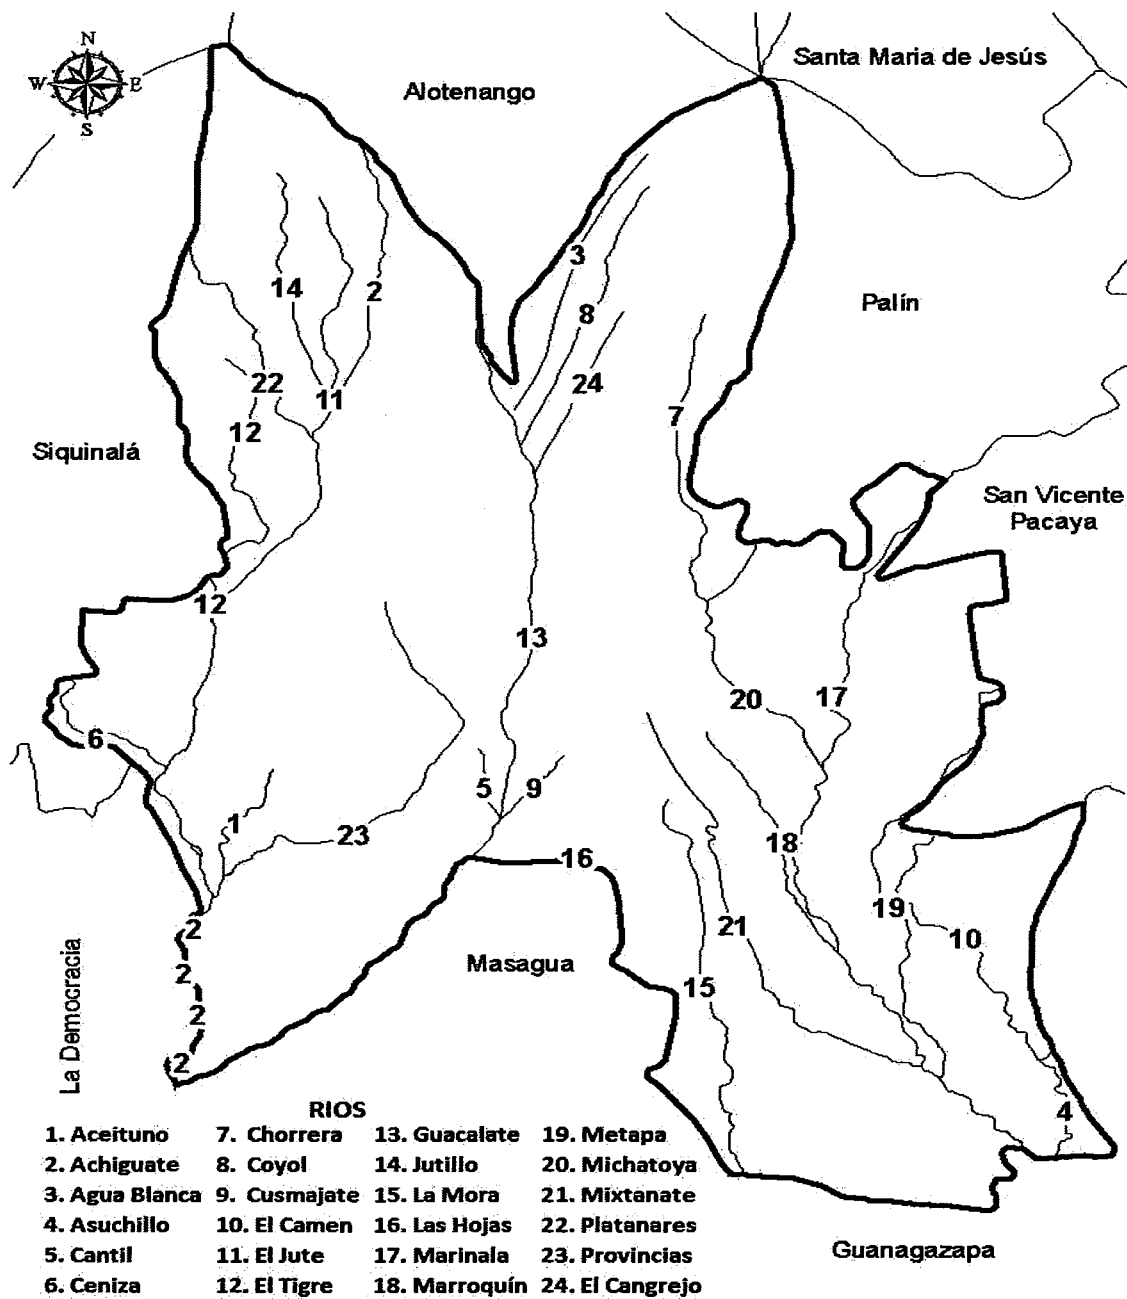 N
W E
S
Santa Maria de Jesús
Alotenango
3
14
2
8
Palín
22
24
11
7
12
Siquinalá
San Vicente
Pacaya
12
13
20
17
6
5
9
1
23
18
16
19
2
21
10
Masagua
2
15
2
La Democracia
2
4
RIOS
1. Aceituno 7. Chorrera 13. Guacalate 19. Metapa
2. Achiguate 8. Coyol 14. Jutillo 20. Michatoya
3. Agua Blanca 9. Cusmajate 15. La Mora 21. Mixtanate
4. Asuchillo 10. El Camen 16. Las Hojas 22. Platanares
5. Cantil 11. El Jute 17. Marinala 23. Provincias
6. Ceniza 12. El Tigre 18. Marroquín 24. El Cangrejo
Guanagazapa